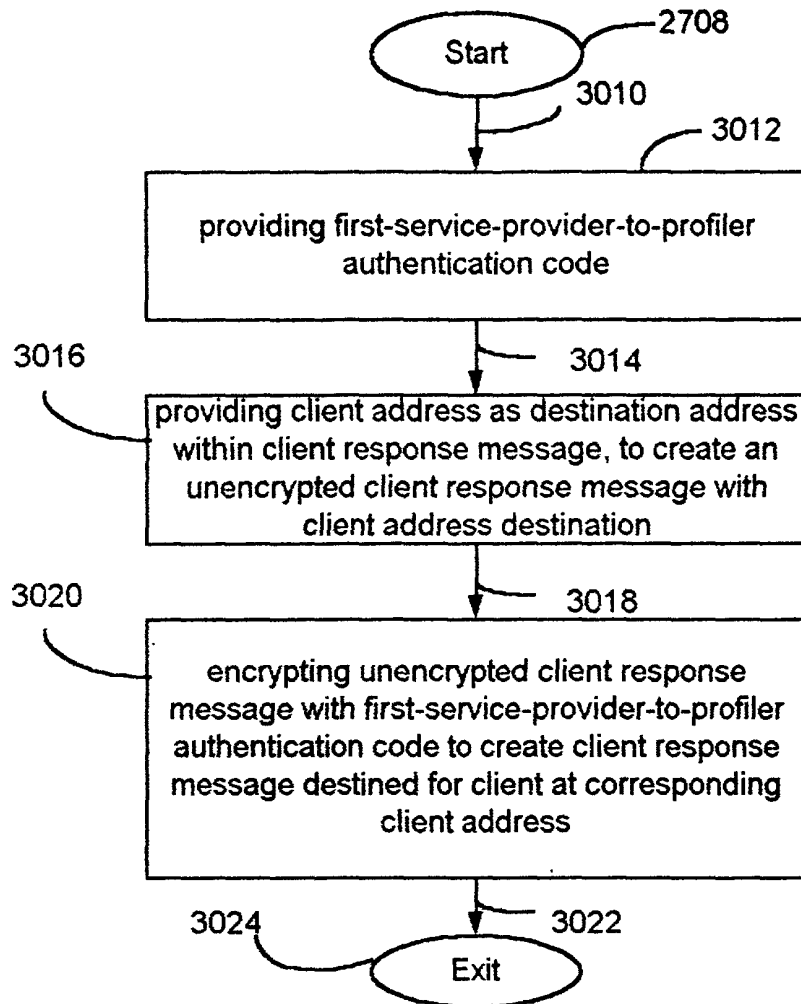 2708
Start
3010
3012
providing first-service-provider-to-profiler
authentication code
3014
3016
providing client address as destination address
within client response message, to create an
unencrypted client response message with
client address destination
3018
3020
encrypting unencrypted client response
message with first-service-provider-to-profiler
authentication code to create client response
message destined for client at corresponding
client address
3022
3024
Exit